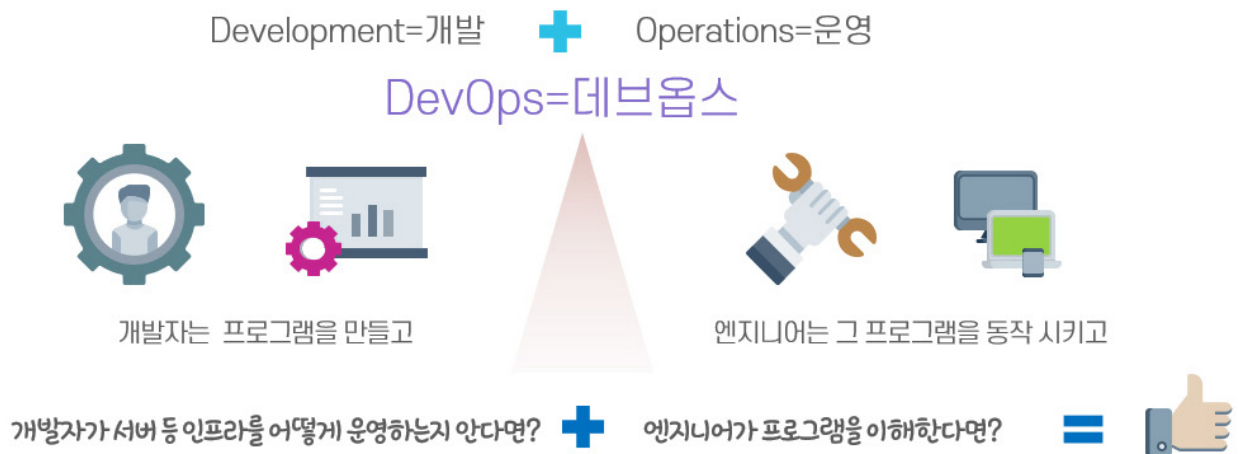 Development=개발 + Operations=운영
DevOps=데브옵스
개발자는 프로그램을 만들고
엔지니어는 그 프로그램을 동작 시키고
개발자가 서버 등 인프라를 어떻게 운영하는지 안다면? + 엔지니어가 프로그램을 이해한다면? =